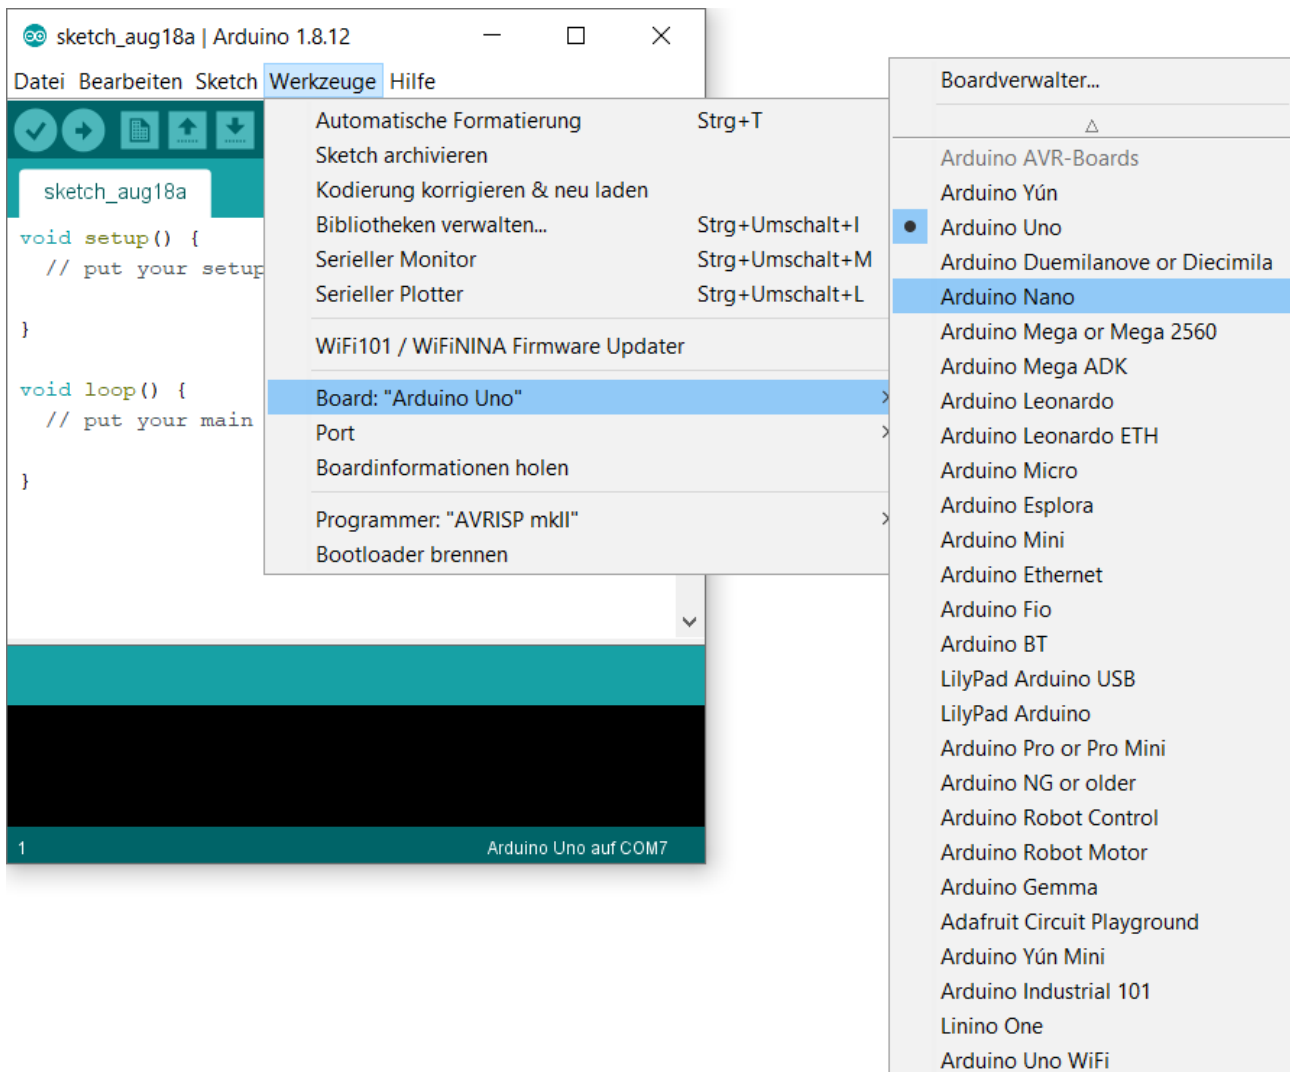 sketch_aug18a | Arduino 1.8.12
Datei Bearbeiten Sketch Werkzeuge Hilfe
sketch_aug18a
void setup() {
// put your setup
}
void loop() {
// put your main
}
Automatische Formatierung Strg+T
Sketch archivieren
Kodierung korrigieren & neu laden
Bibliotheken verwalten... Strg+Umschalt+I
Serieller Monitor Strg+Umschalt+M
Serieller Plotter Strg+Umschalt+L
WiFi101 / WiFiNINA Firmware Updater
Board: "Arduino Uno"
Port
Boardinformationen holen
Programmer: "AVRISP mkII"
Bootloader brennen
1 Arduino Uno auf COM7
Boardverwalter...
Arduino AVR-Boards
Arduino Yún
Arduino Uno
Arduino Duemilanove or Diecimila
Arduino Nano
Arduino Mega or Mega 2560
Arduino Mega ADK
Arduino Leonardo
Arduino Leonardo ETH
Arduino Micro
Arduino Esplora
Arduino Mini
Arduino Ethernet
Arduino Fio
Arduino BT
LilyPad Arduino USB
LilyPad Arduino
Arduino Pro or Pro Mini
Arduino NG or older
Arduino Robot Control
Arduino Robot Motor
Arduino Gemma
Adafruit Circuit Playground
Arduino Yún Mini
Arduino Industrial 101
Linino One
Arduino Uno WiFi